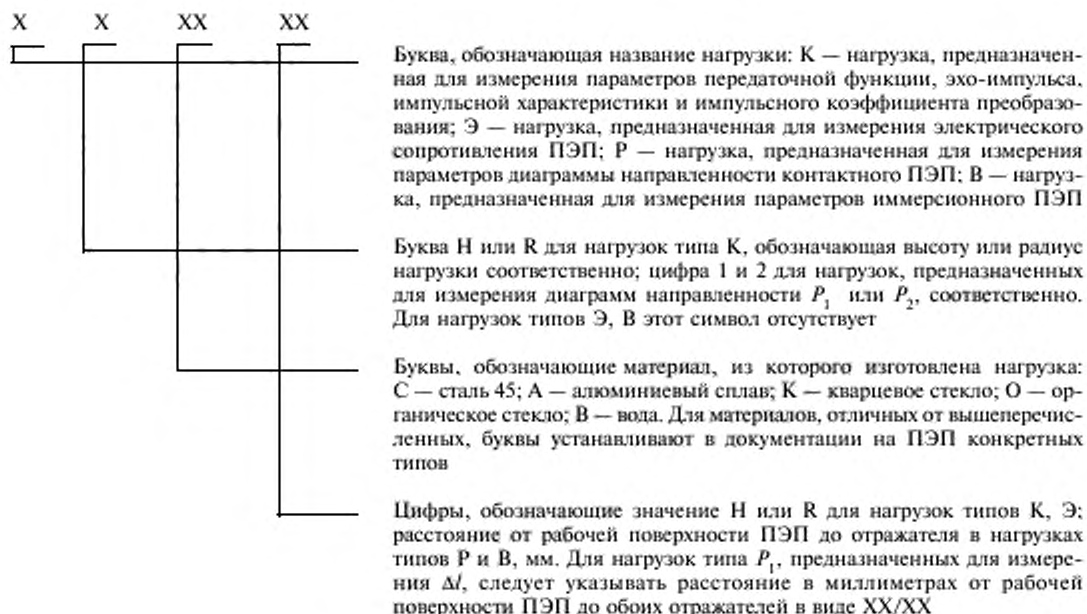 X X XX XX
Буква, обозначающая название нагрузки: К — нагрузка, предназначен-
ная для измерения параметров передаточной функции, эхо-импульса,
импульсной характеристики и импульсного коэффициента преобразо-
вания; Э — нагрузка, предназначенная для измерения электрического
сопротивления ПЭП; Р — нагрузка, предназначенная для измерения
параметров диаграммы направленности контактного ПЭП; В — нагруз-
ка, предназначенная для измерения параметров иммерсионного ПЭП
Буква Н или R для нагрузок типа К, обозначающая высоту или радиус
нагрузки соответственно; цифра 1 и 2 для нагрузок, предназначенных
для измерения диаграмм направленности P₁ или P₂, соответственно.
Для нагрузок типов Э, В этот символ отсутствует
Буквы, обозначающие материал, из которого изготовлена нагрузка:
С — сталь 45; А — алюминиевый сплав; К — кварцевое стекло; О — ор-
ганическое стекло; В — вода. Для материалов, отличных от вышеперечис-
ленных, буквы устанавливают в документации на ПЭП конкретных
типов
Цифры, обозначающие значение Н или R для нагрузок типов К, Э;
расстояние от рабочей поверхности ПЭП до отражателя в нагрузках
типов Р и В, мм. Для нагрузок типа P₁, предназначенных для измере-
ния Δl, следует указывать расстояние в миллиметрах от рабочей
поверхности ПЭП до обоих отражателей в виде XX/XX